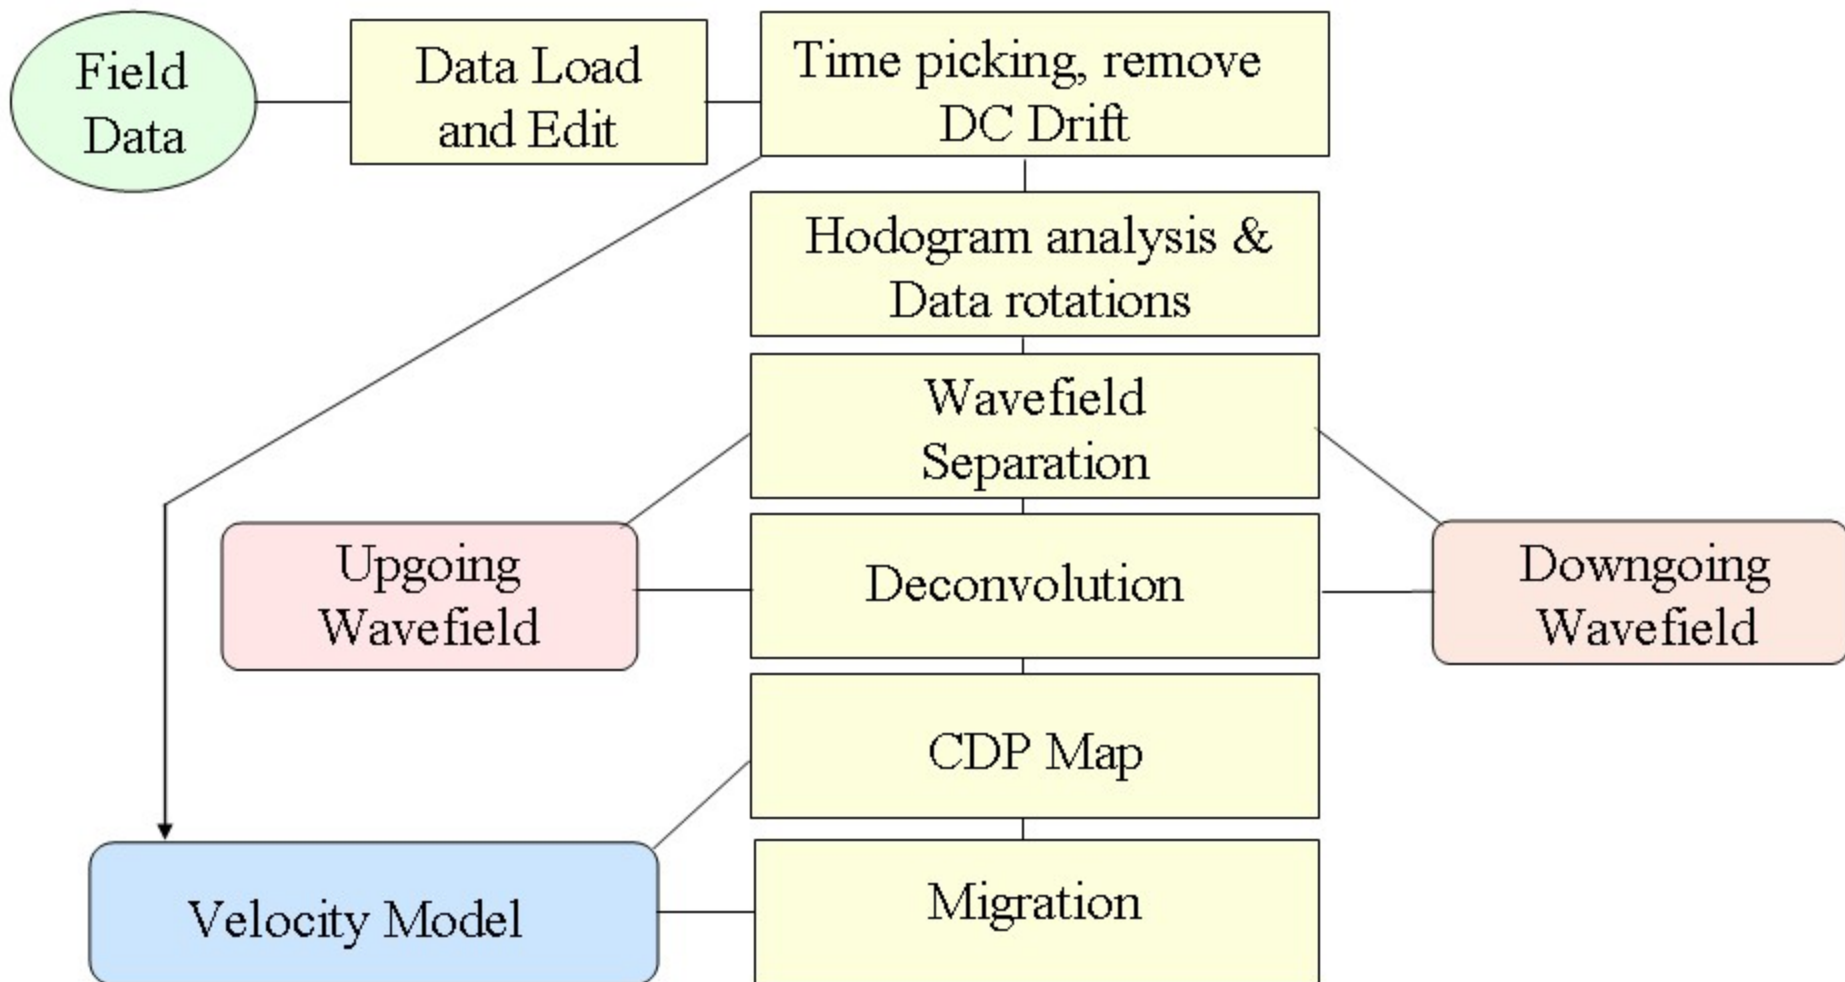 Field
Data
Data Load
and Edit
Time picking, remove
DC Drift
Hodogram analysis &
Data rotations
Wavefield
Separation
Upgoing
Wavefield
Deconvolution
Downgoing
Wavefield
CDP Map
Velocity Model
Migration